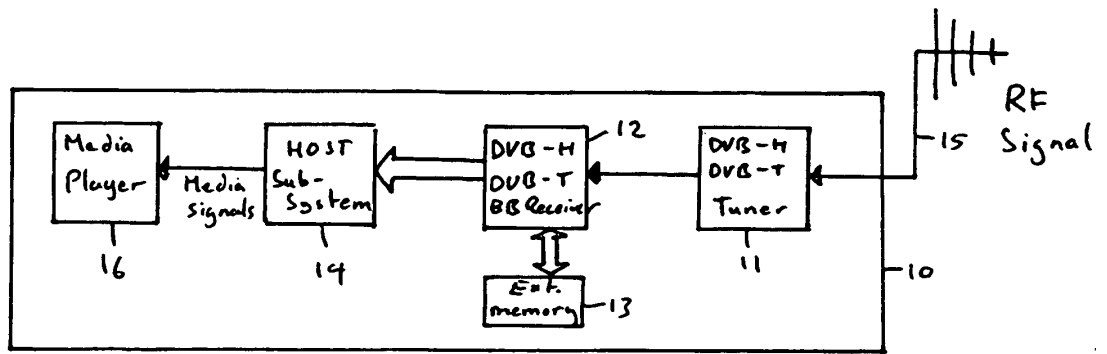 Media
Player
16
Media
Signals
HOST
Sub-
System
14
DVB-H
DVB-T
BB Receiver
12
Ext.
memory
13
DVB-H
DVB-T
Tuner
11
10
15
RF
Signal